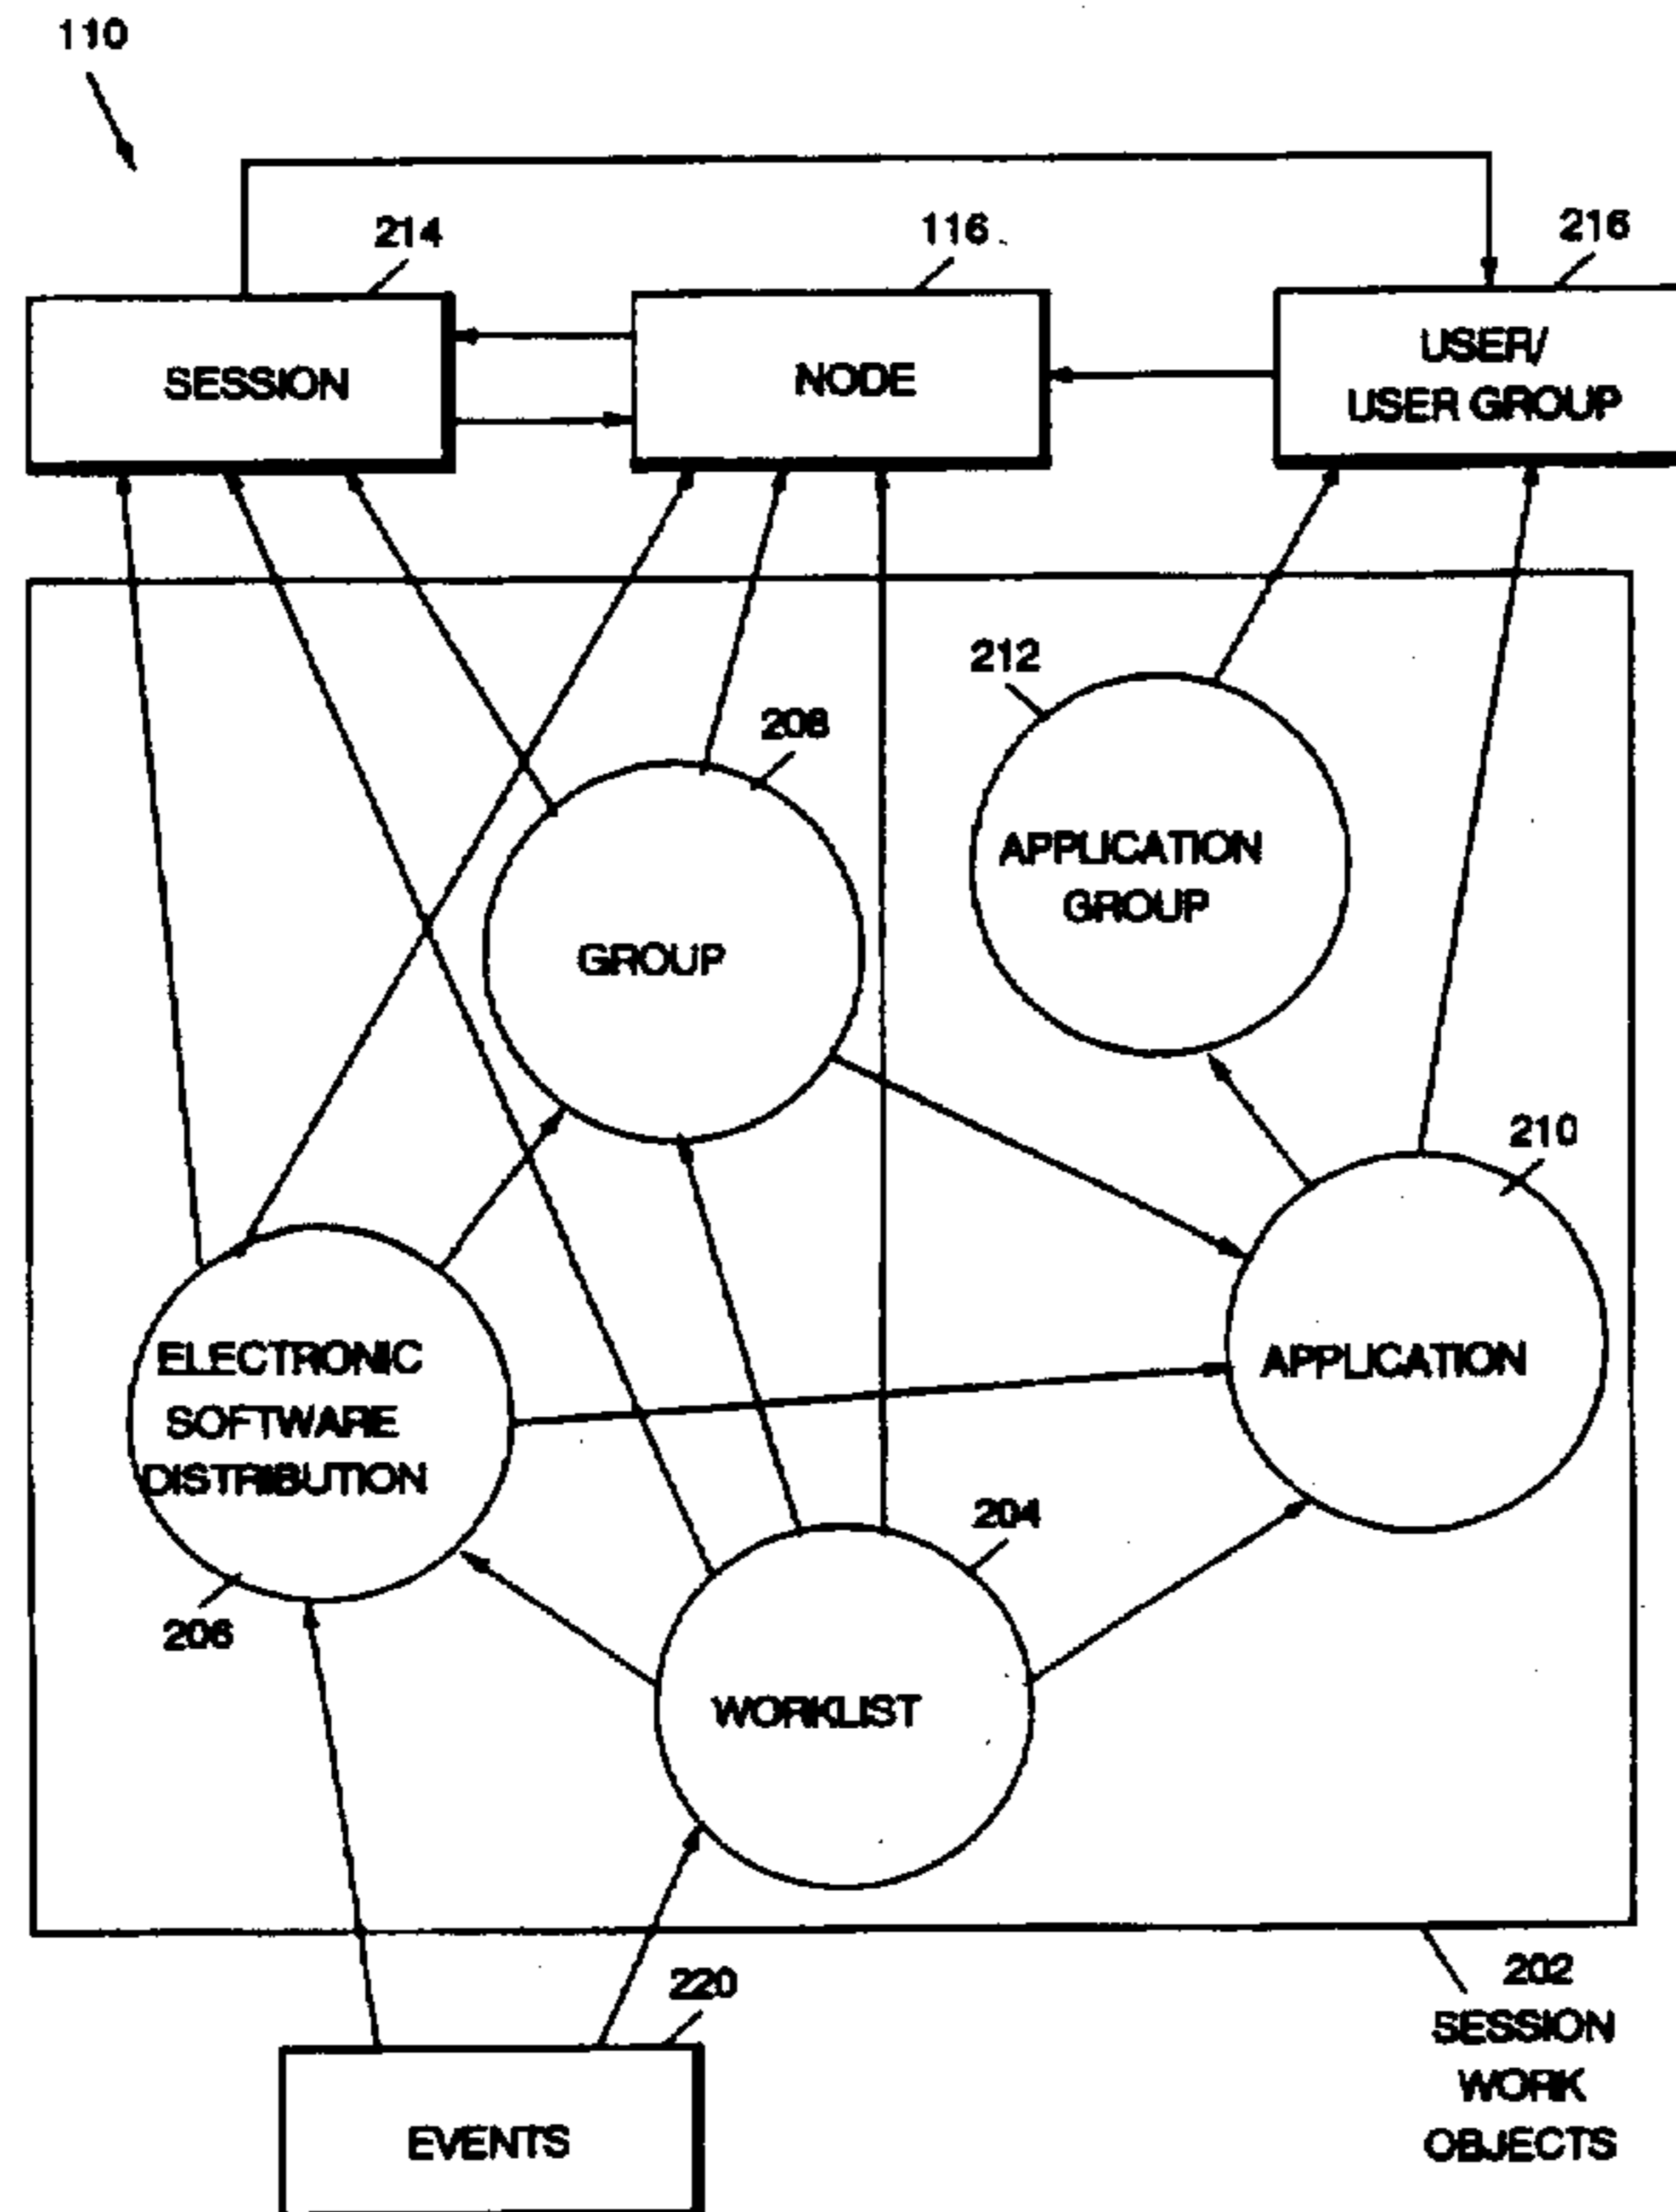 110
214
116
216
SESSION
NODE
USER/
USER GROUP
212
208
APPLICATION
GROUP
GROUP
210
ELECTRONIC
SOFTWARE
DISTRIBUTION
APPLICATION
204
206
WORKLIST
220
202
SESSION
WORK
OBJECTS
EVENTS